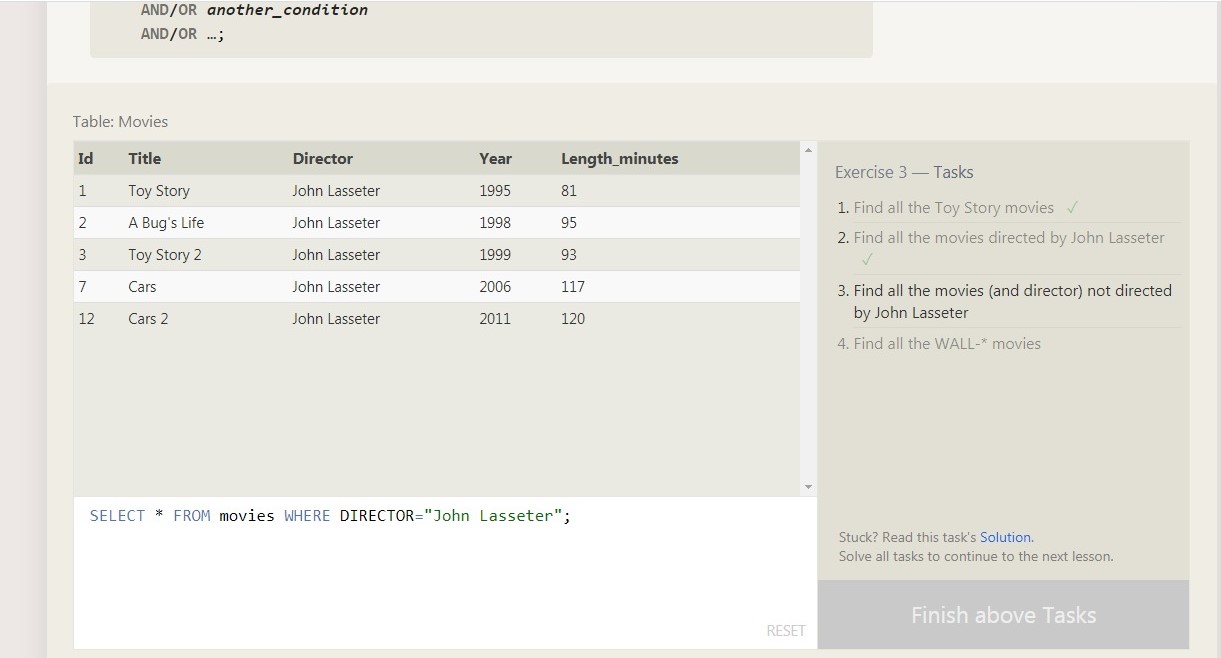 AND/OR another_condition
AND/OR …;
Table: Movies
Id Title Director Year Length_minutes
1 Toy Story John Lasseter 1995 81
2 A Bug's Life John Lasseter 1998 95
3 Toy Story 2 John Lasseter 1999 93
7 Cars John Lasseter 2006 117
12 Cars 2 John Lasseter 2011 120
SELECT * FROM movies WHERE DIRECTOR="John Lasseter";
RESET
Exercise 3 — Tasks
1. Find all the Toy Story movies ✓
2. Find all the movies directed by John Lasseter
✓
3. Find all the movies (and director) not directed
by John Lasseter
4. Find all the WALL-* movies
Stuck? Read this task's Solution.
Solve all tasks to continue to the next lesson.
Finish above Tasks